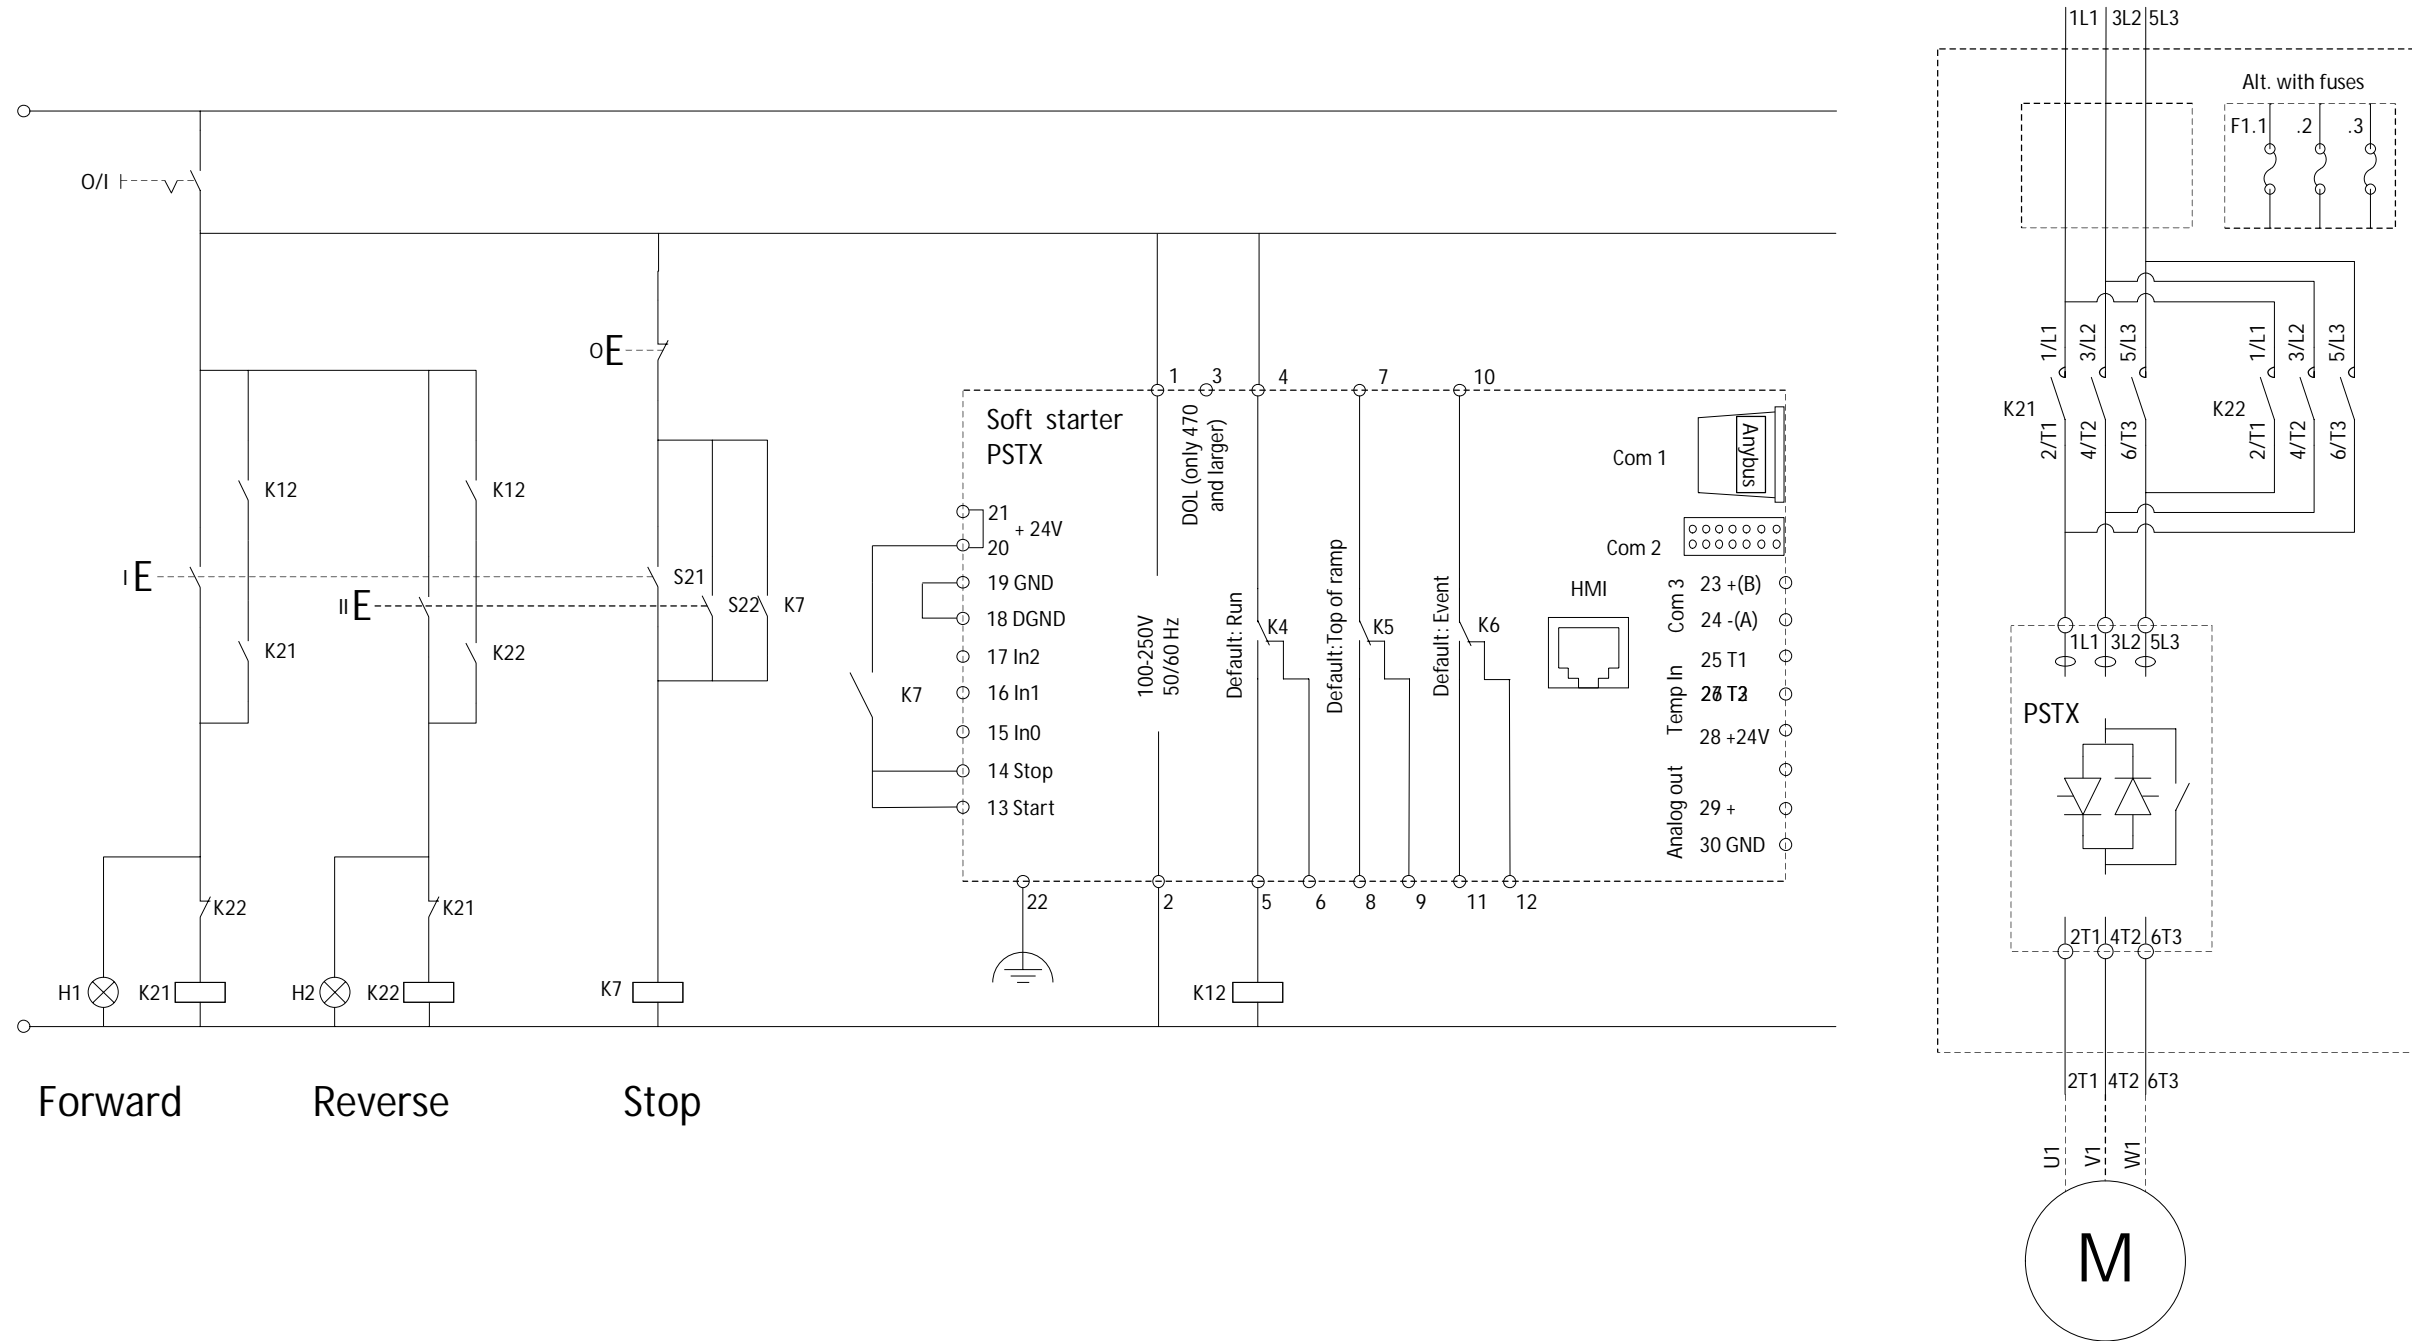 1L1 3L2 5L3
Alt. with fuses
F1.1 .2 .3
O/I
O E
1/L1 3/L2 5/L3
1/L1 3/L2 5/L3
K21
K22
2/T1 4/T2 6/T3
2/T1 4/T2 6/T3
1 3 4 7 10
Soft starter
PSTX
DOL (only 470
and larger)
Com 1
Anybus
K12
K12
21
+ 24V
20
Com 2
I E
S21
19 GND
HMI
Com 3
23 +(B)
II E
S22
K7
18 DGND
24 -(A)
100-250V
50/60 Hz
Default: Run
K4
Default:Top of ramp
K5
Default: Event
K6
K21
K22
17 In2
Temp In
25 T1
1L1 3L2 5L3
K7
16 In1
26 T2
27 T3
PSTX
15 In0
28 +24V
14 Stop
Analog out
13 Start
29 +
30 GND
K22
K21
22 2 5 6 8 9 11 12
2T1 4T2 6T3
H1
K21
H2
K22
K7
K12
Forward
Reverse
Stop
2T1 4T2 6T3
U1 V1 W1
M